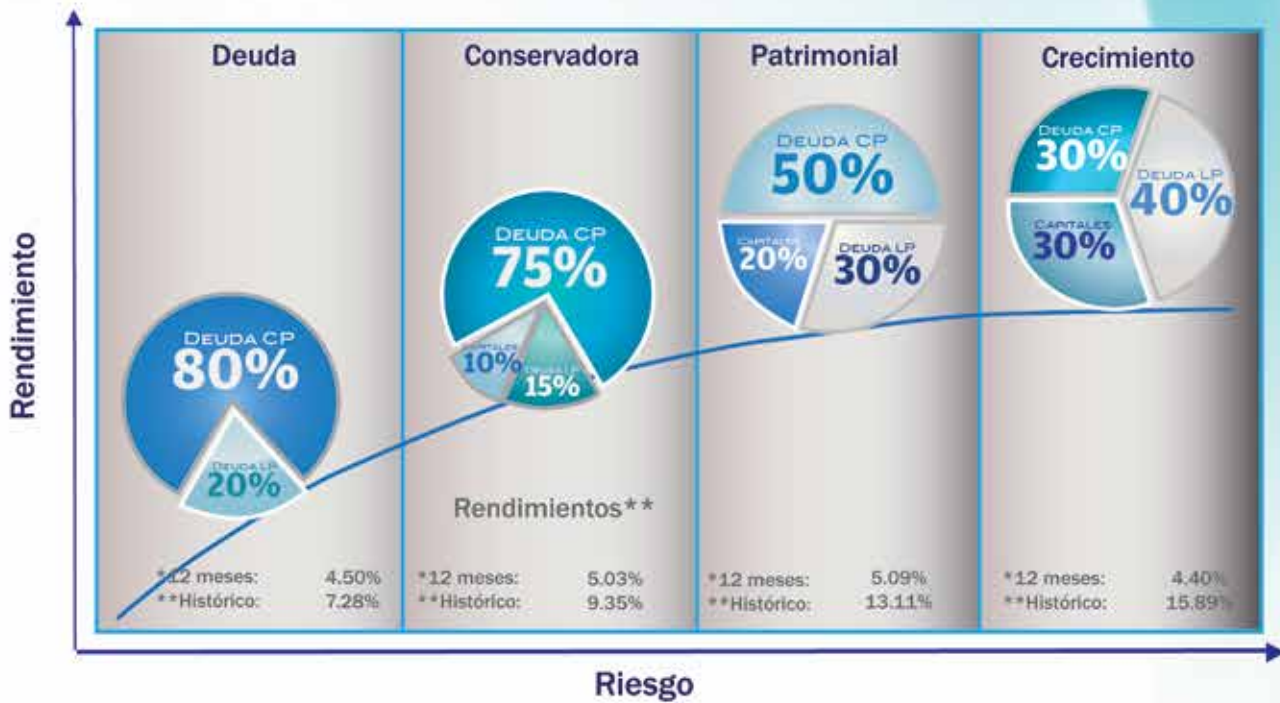 Rendimiento
Deuda
DEUDA CP
80%
DEUDA LP
20%
*12 meses: 4.50%
**Histórico: 7.28%
Conservadora
DEUDA CP
75%
CAPITALES
10%
DEUDA LP
15%
Rendimientos**
*12 meses: 5.03%
**Histórico: 9.35%
Patrimonial
DEUDA CP
50%
CAPITALES
20%
DEUDA LP
30%
*12 meses: 5.09%
**Histórico: 13.11%
Crecimiento
DEUDA CP
30%
DEUDA LP
40%
CAPITALES
30%
*12 meses: 4.40%
**Histórico: 15.89%
Riesgo